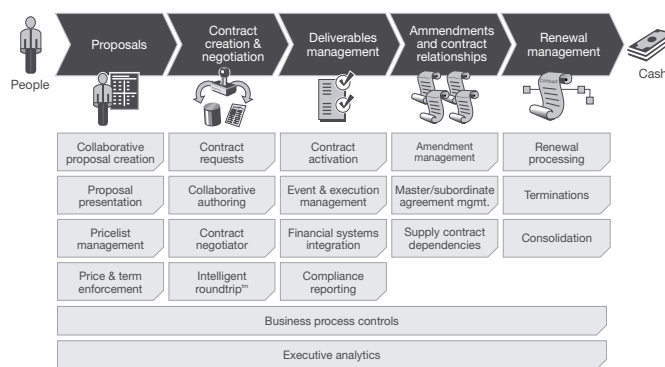 People
Proposals
Contract
creation &
negotiation
Deliverables
management
Ammendments
and contract
relationships
Renewal
management
Cash
Collaborative
proposal creation
Contract
requests
Contract
activation
Amendment
management
Renewal
processing
Proposal
presentation
Collaborative
authoring
Event & execution
management
Master/subordinate
agreement mgmt.
Terminations
Pricelist
management
Contract
negotiator
Financial systems
integration
Supply contract
dependencies
Consolidation
Price & term
enforcement
Intelligent
roundtrip™
Compliance
reporting
Business process controls
Executive analytics